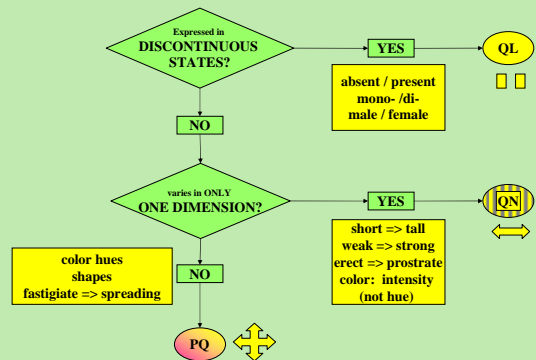 Expressed in
DISCONTINUOUS
STATES?
YES
QL
absent / present
mono- /di-
male / female
NO
varies in ONLY
ONE DIMENSION?
YES
QN
short => tall
weak => strong
erect => prostrate
color: intensity
(not hue)
color hues
shapes
fastigiate => spreading
NO
PQ